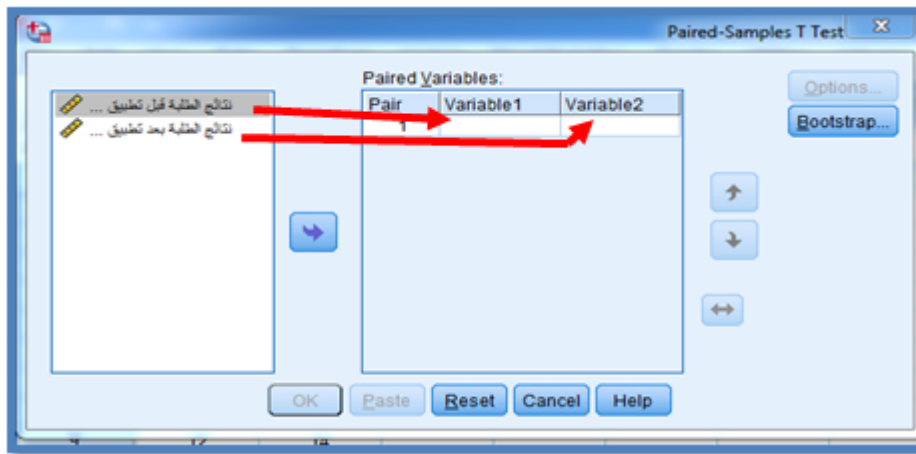 Paired-Samples T Test
Paired Variables:
Options...
نتائج الطلبة قبل تطبيق ...
Pair Variable1 Variable2
نتائج الطلبة بعد تطبيق ...
1
Bootstrap...
OK Paste Reset Cancel Help